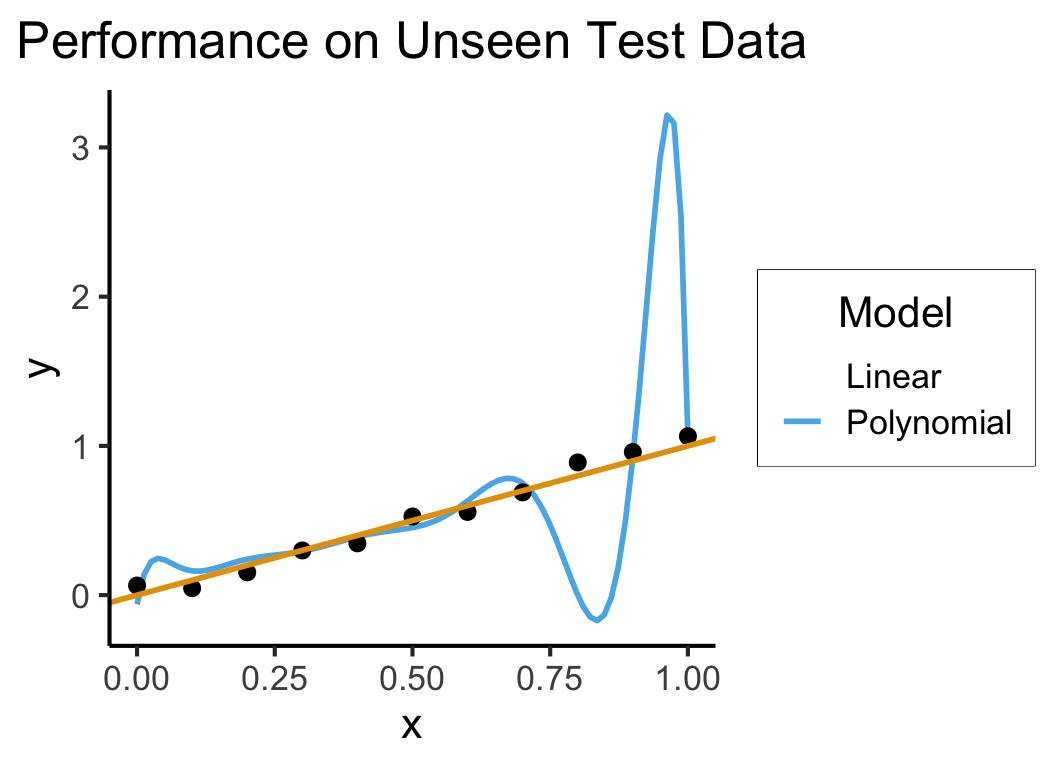 Performance on Unseen Test Data
3
2
1
0
y
0.00 0.25 0.50 0.75 1.00
x
Model
Linear
Polynomial